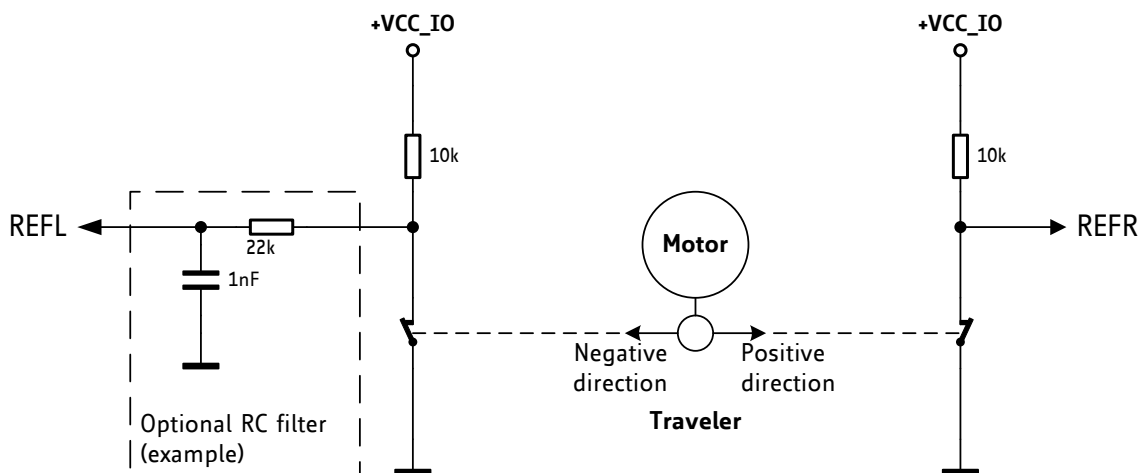 +VCC_IO
+VCC_IO
10k
10k
REFL
22k
1nF
Motor
REFR
Negative
direction
Positive
direction
Traveler
Optional RC filter
(example)